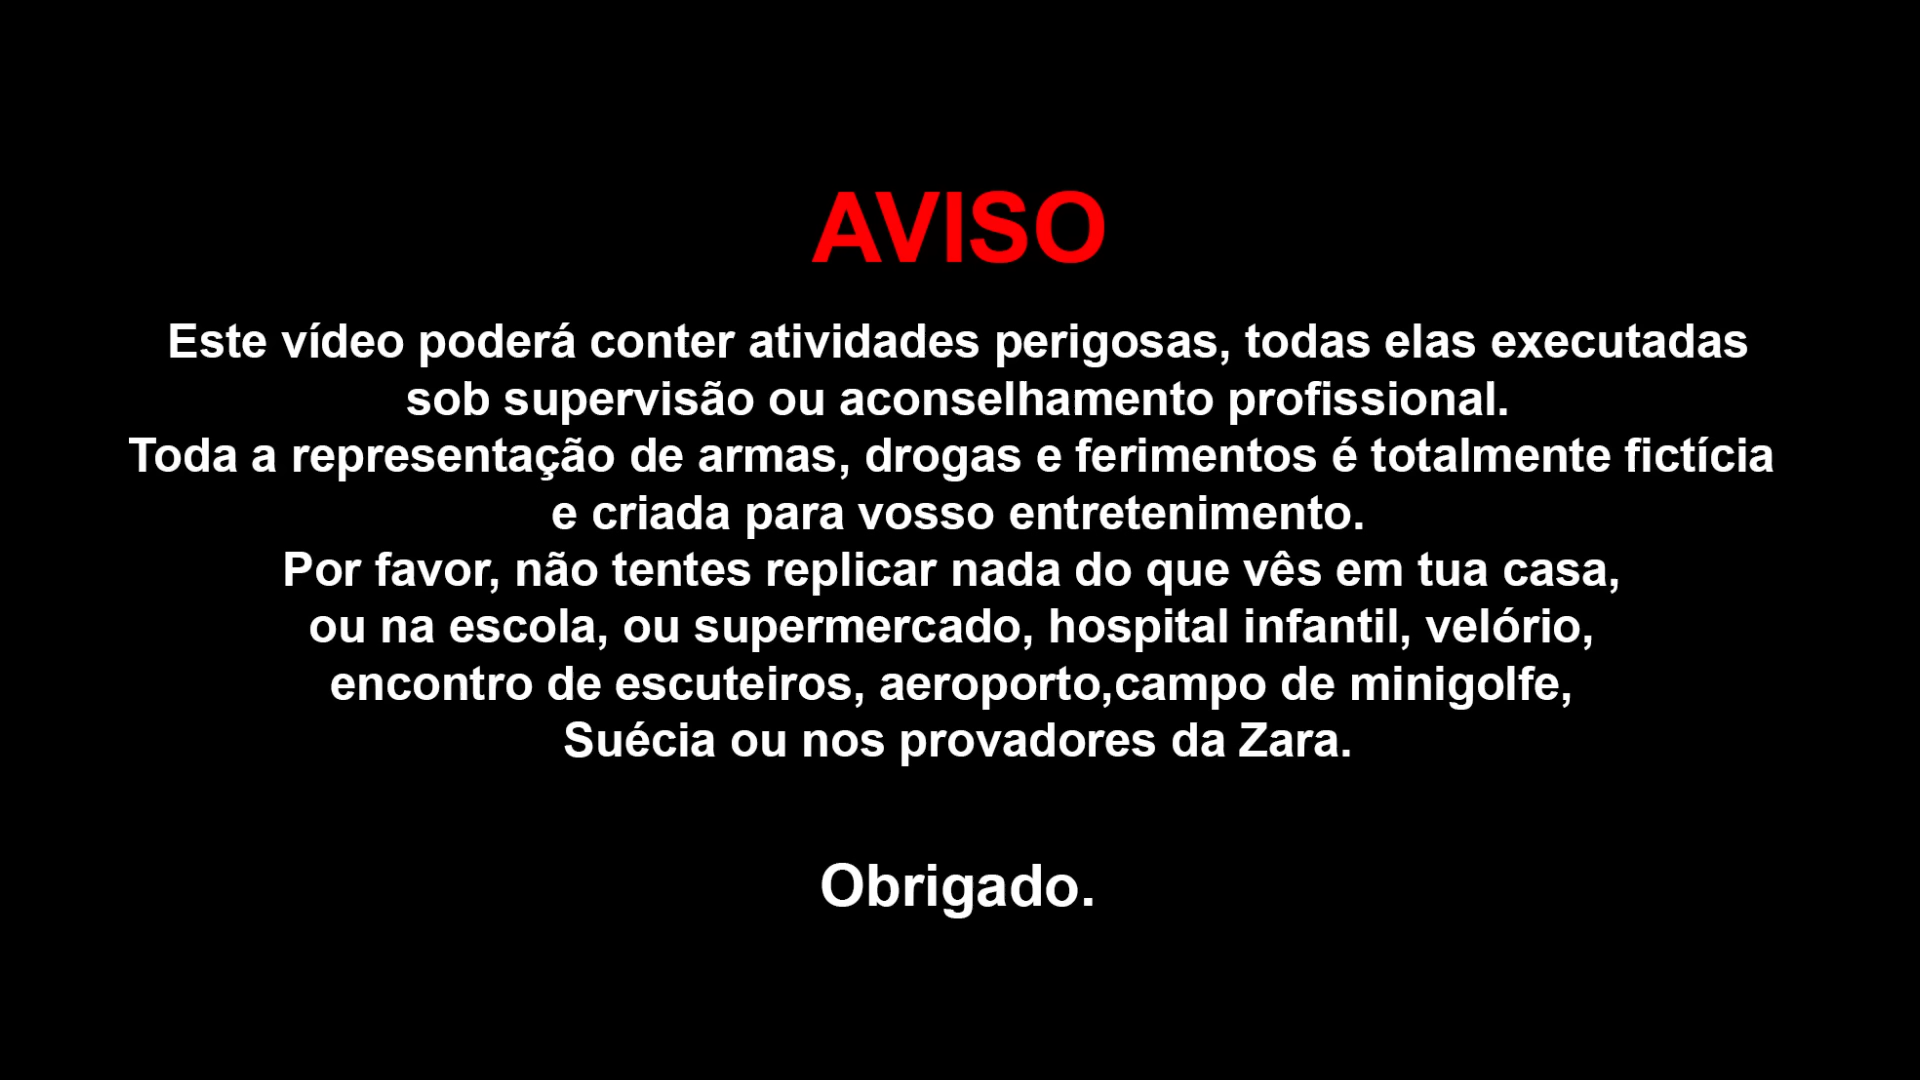 AVISO
Este vídeo poderá conter atividades perigosas, todas elas executadas
sob supervisão ou aconselhamento profissional.
Toda a representação de armas, drogas e ferimentos é totalmente fictícia
e criada para vosso entretenimento.
Por favor, não tentes replicar nada do que vês em tua casa,
ou na escola, ou supermercado, hospital infantil, velório,
encontro de escuteiros, aeroporto,campo de minigolfe,
Suécia ou nos provadores da Zara.
Obrigado.